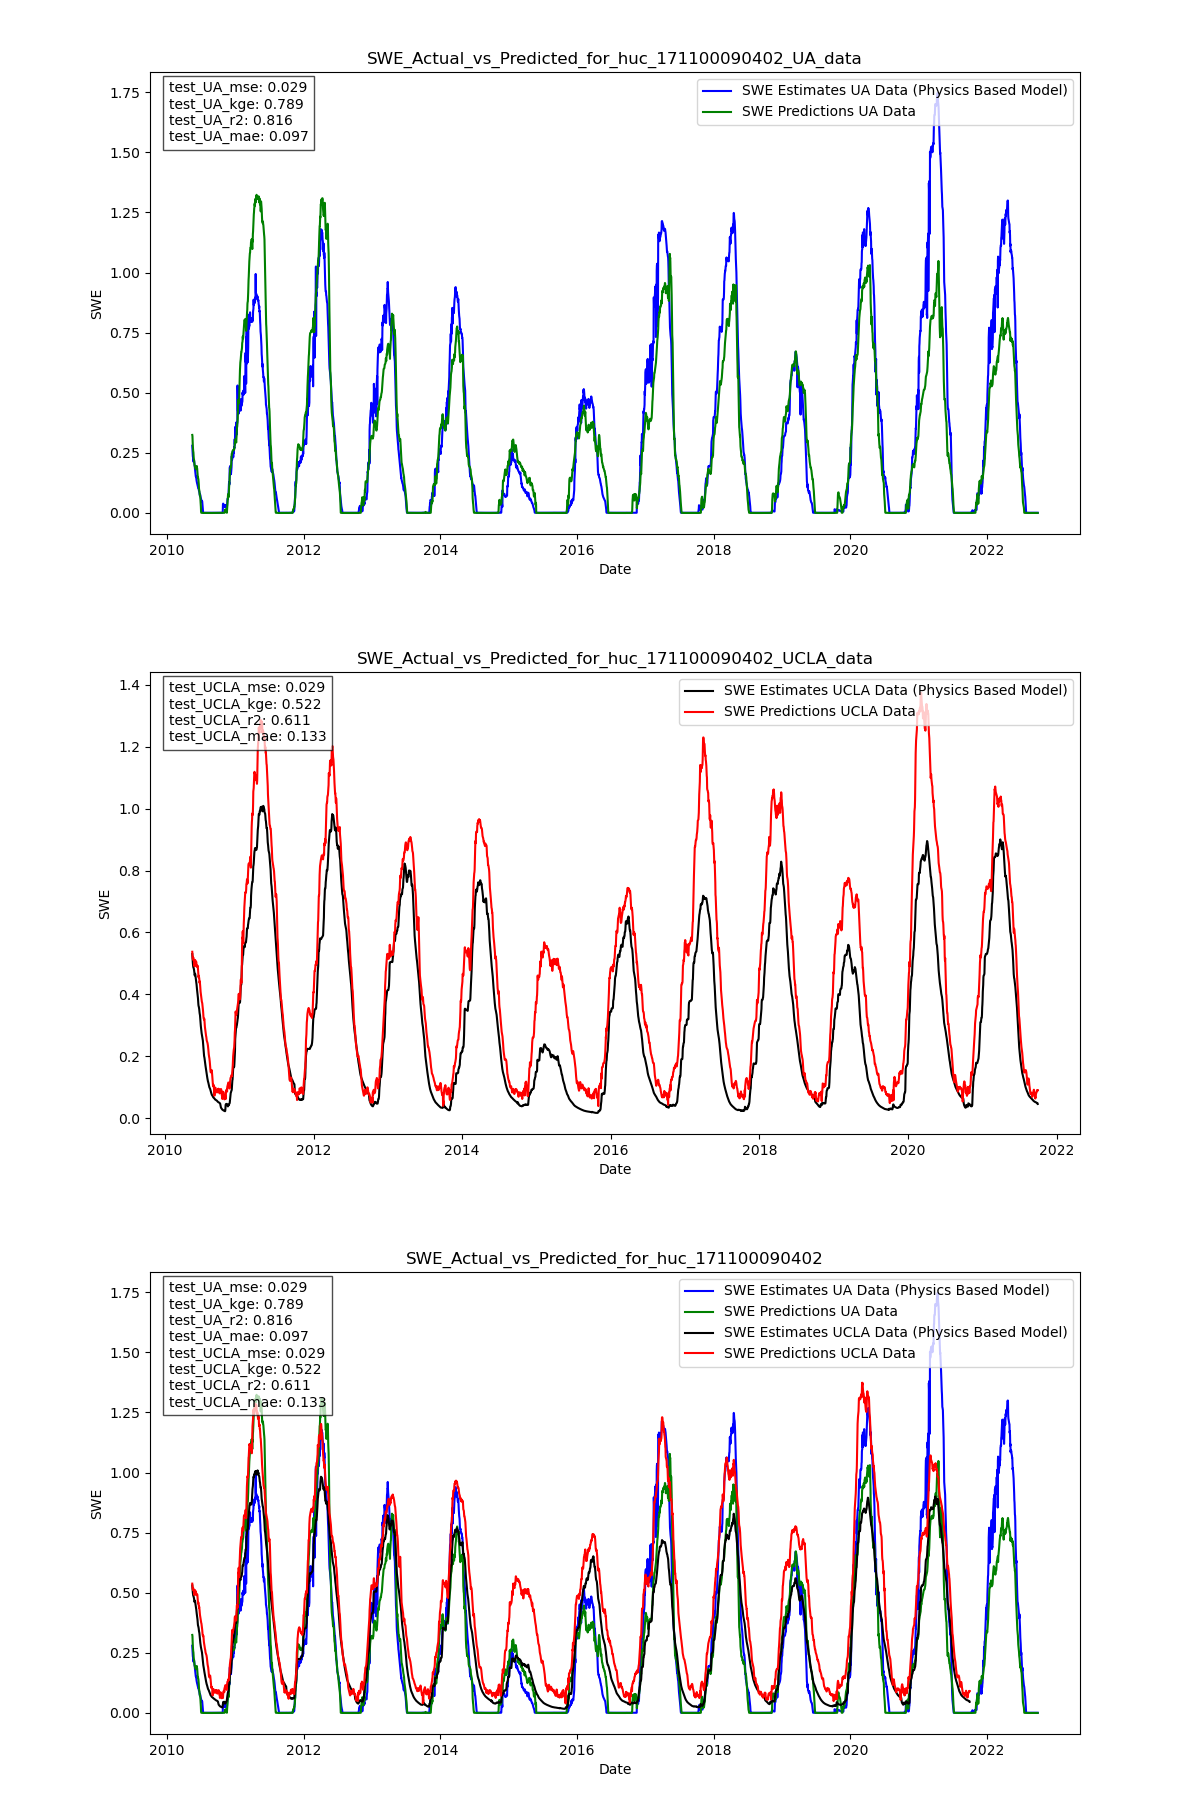 SWE_Actual_vs_Predicted_for_huc_171100090402_UA_data
test_UA_mse: 0.029
test_UA_kge: 0.789
test_UA_r2: 0.816
test_UA_mae: 0.097
SWE Estimates UA Data (Physics Based Model)
SWE Predictions UA Data
1.75
1.50
1.25
1.00
0.75
0.50
0.25
0.00
SWE
2010 2012 2014 2016 2018 2020 2022
Date
SWE_Actual_vs_Predicted_for_huc_171100090402_UCLA_data
test_UCLA_mse: 0.029
test_UCLA_kge: 0.522
test_UCLA_r2: 0.611
test_UCLA_mae: 0.133
SWE Estimates UCLA Data (Physics Based Model)
SWE Predictions UCLA Data
1.4
1.2
1.0
0.8
0.6
0.4
0.2
0.0
SWE
2010 2012 2014 2016 2018 2020 2022
Date
SWE_Actual_vs_Predicted_for_huc_171100090402
test_UA_mse: 0.029
test_UA_kge: 0.789
test_UA_r2: 0.816
test_UA_mae: 0.097
test_UCLA_mse: 0.029
test_UCLA_kge: 0.522
test_UCLA_r2: 0.611
test_UCLA_mae: 0.133
SWE Estimates UA Data (Physics Based Model)
SWE Predictions UA Data
SWE Estimates UCLA Data (Physics Based Model)
SWE Predictions UCLA Data
1.75
1.50
1.25
1.00
0.75
0.50
0.25
0.00
SWE
2010 2012 2014 2016 2018 2020 2022
Date